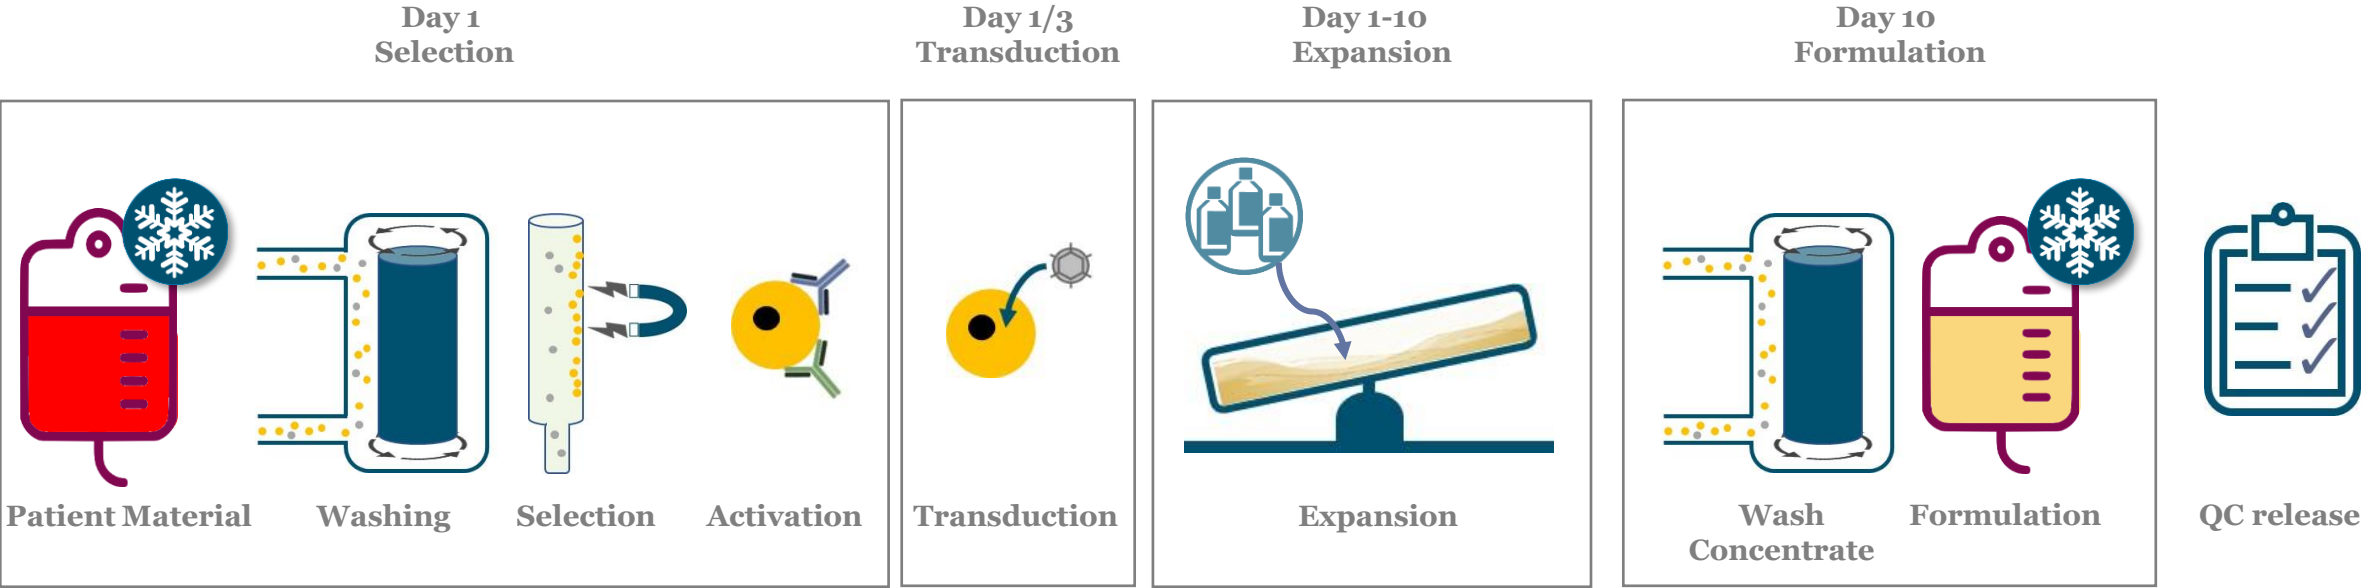 Day 1
Selection
Day 1/3
Transduction
Day 1-10
Expansion
Day 10
Formulation
Patient Material
Washing
Selection
Activation
Transduction
Expansion
Wash
Concentrate
Formulation
QC release